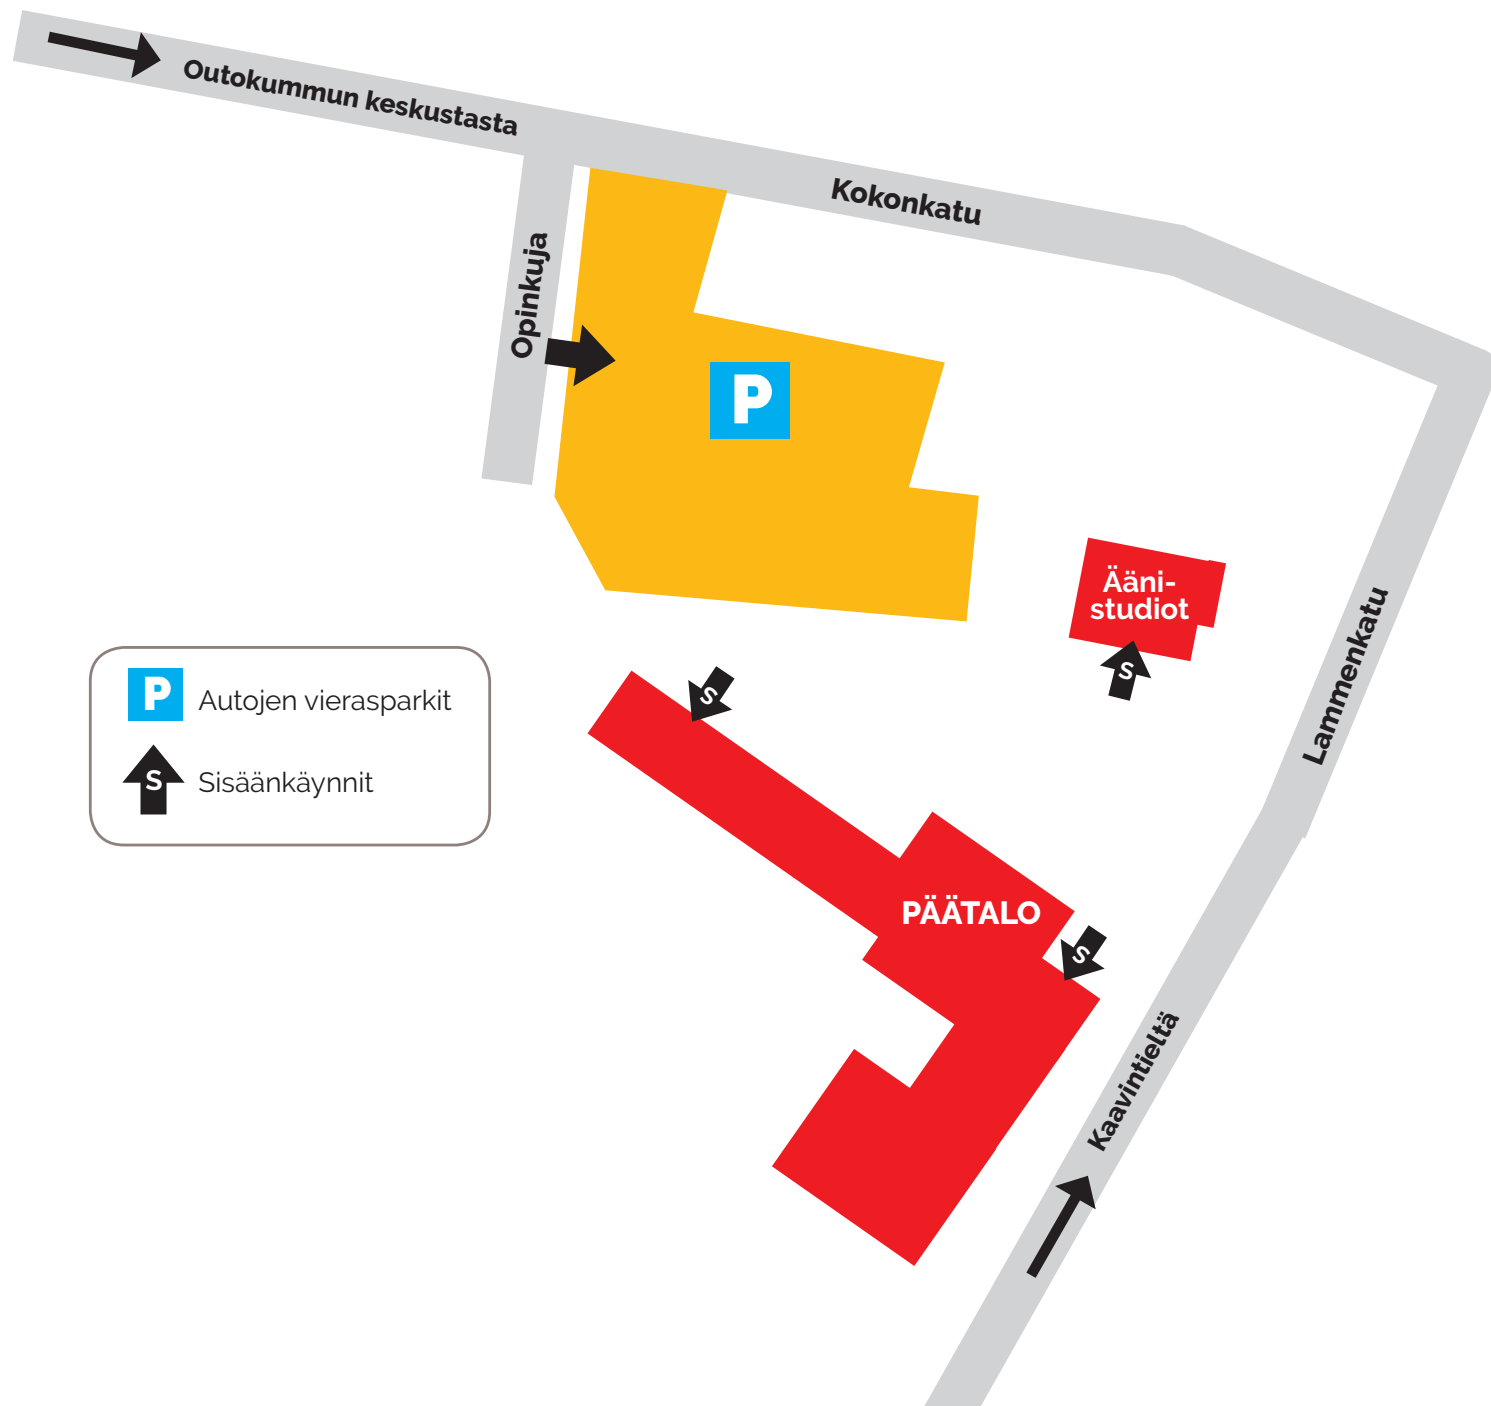 Outokummun keskustasta
Kokonkatu
Opinkuja
P
Ääni-
studiot
S
Lammenkatu
P Autojen vierasparkit
S Sisäänkäynnit
S
PÄÄTALO
S
Kaavintieltä